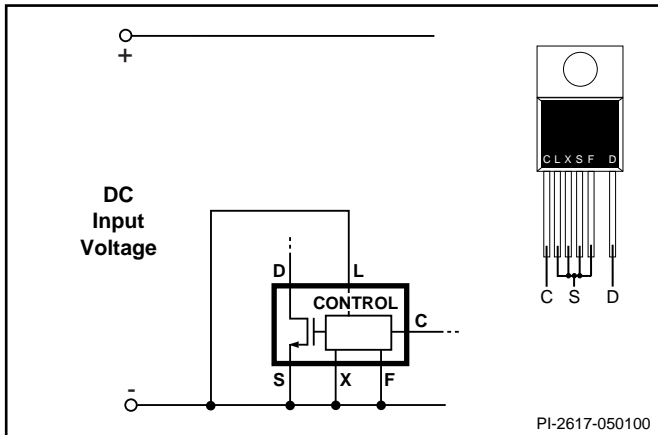 +
DC
Input
Voltage
D
L
CONTROL
C
S
X
F
-
C L X S F D
C S D
PI-2617-050100